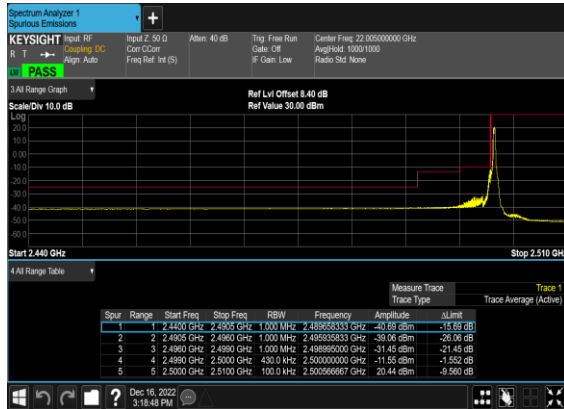 Spectrum Analyzer 1
Spurious Emissions
KEYSIGHT Input: RF Input Z: 50 Ω Atten: 40 dB Trig: Free Run Center Freq: 22.005000000 GHz
R T Coupling: DC Corr CCorr Gate: Off Avg|Hold: 1000/1000
Align: Auto Freq Ref: Int (S) IF Gain: Low Radio Std: None
PASS
3 All Range Graph
Ref Lvl Offset 8.40 dB
Scale/Div 10.0 dB Ref Value 30.00 dBm
Log
20.0
10.0
0.00
-10.0
-20.0
-30.0
-40.0
-50.0
-60.0
Start 2.440 GHz Stop 2.510 GH
4 All Range Table
Measure Trace Trace 1
Trace Type Trace Average (Active)
Spur Range Start Freq Stop Freq RBW Frequency Amplitude ΔLimit
1 1 2.4400 GHz 2.4905 GHz 1.000 MHz 2.489658333 GHz -40.69 dBm -15.69 dB
2 2 2.4905 GHz 2.4960 GHz 1.000 MHz 2.495935833 GHz -39.06 dBm -26.06 dB
3 3 2.4960 GHz 2.4990 GHz 1.000 MHz 2.498995000 GHz -31.45 dBm -21.45 dB
4 4 2.4990 GHz 2.5000 GHz 430.0 kHz 2.500000000 GHz -11.55 dBm -1.552 dB
5 5 2.5000 GHz 2.5100 GHz 100.0 kHz 2.500566667 GHz 20.44 dBm -9.560 dB
Dec 16, 2022
3:18:48 PM